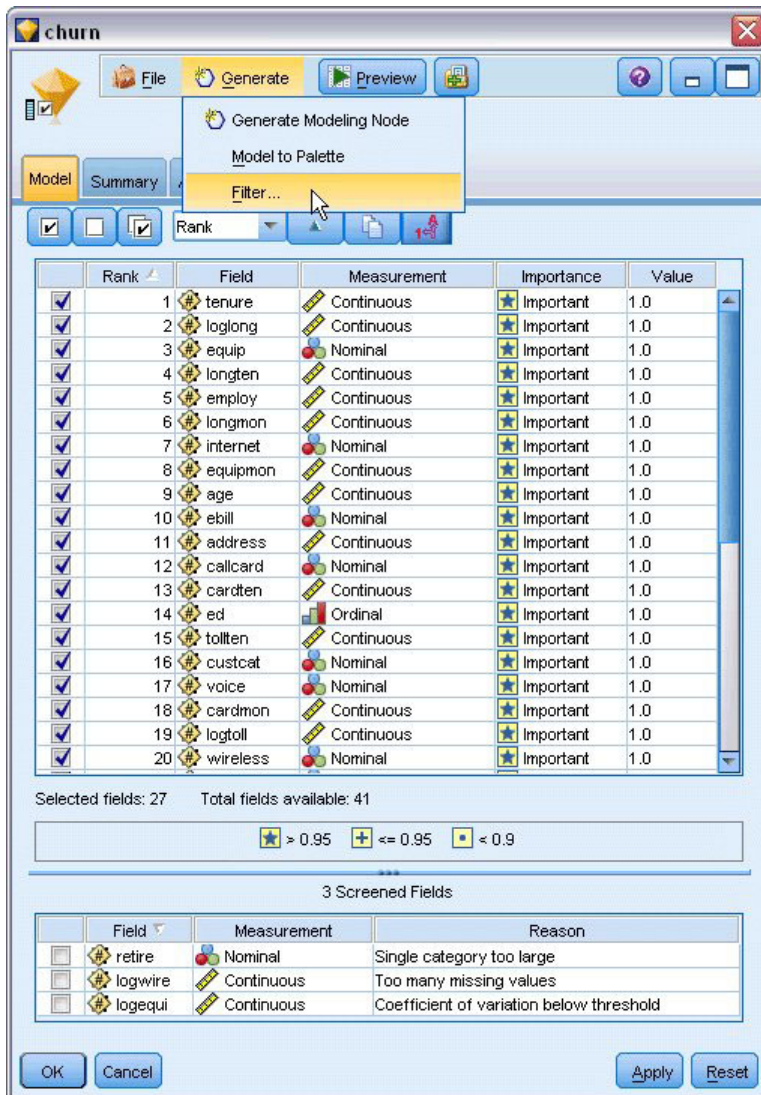 churn
File Generate Preview
Generate Modeling Node
Model to Palette
Filter...
Model Summary
Rank
Rank Field Measurement Importance Value
1 tenure Continuous Important 1.0
2 loglong Continuous Important 1.0
3 equip Nominal Important 1.0
4 longten Continuous Important 1.0
5 employ Continuous Important 1.0
6 longmon Continuous Important 1.0
7 internet Nominal Important 1.0
8 equipmon Continuous Important 1.0
9 age Continuous Important 1.0
10 ebill Nominal Important 1.0
11 address Continuous Important 1.0
12 callcard Nominal Important 1.0
13 cardten Continuous Important 1.0
14 ed Ordinal Important 1.0
15 tollten Continuous Important 1.0
16 custcat Nominal Important 1.0
17 voice Nominal Important 1.0
18 cardmon Continuous Important 1.0
19 logtoll Continuous Important 1.0
20 wireless Nominal Important 1.0
Selected fields: 27 Total fields available: 41
> 0.95 <= 0.95 < 0.9
3 Screened Fields
Field Measurement Reason
retire Nominal Single category too large
logwire Continuous Too many missing values
logequi Continuous Coefficient of variation below threshold
OK Cancel Apply Reset